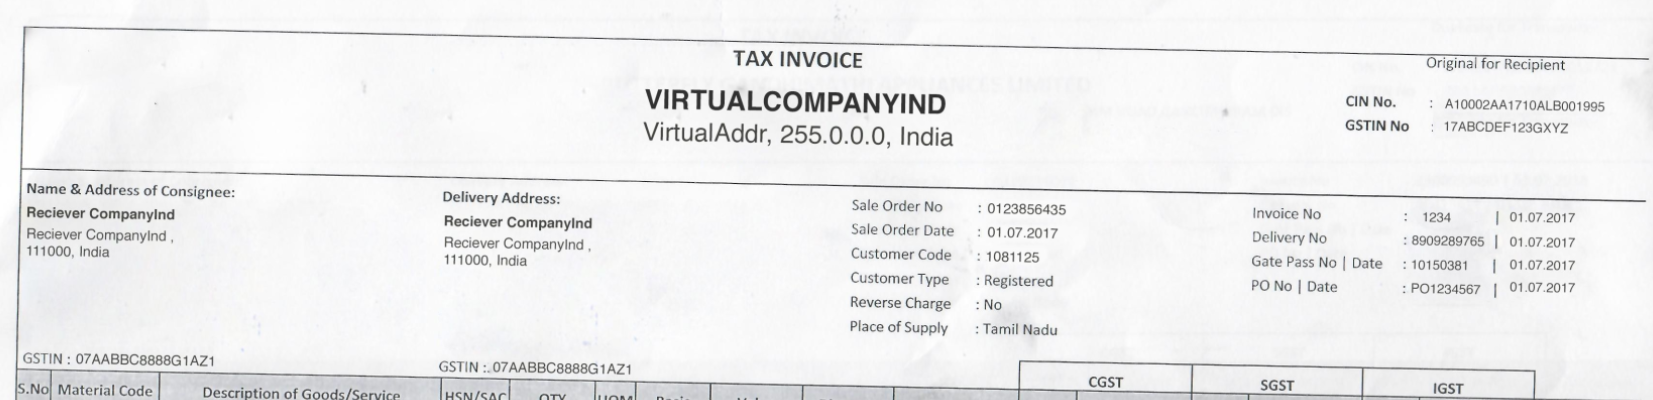 TAX INVOICE
Original for Recipient
VIRTUALCOMPANYIND
VirtualAddr, 255.0.0.0, India
CIN No. : A10002AA1710ALB001995
GSTIN No : 17ABCDEF123GXYZ
Name & Address of Consignee:
Reciever CompanyInd
Reciever CompanyInd ,
111000, India
GSTIN : 07AABBC8888G1AZ1
Delivery Address:
Reciever CompanyInd
Reciever CompanyInd ,
111000, India
GSTIN :. 07AABBC8888G1AZ1
Sale Order No : 0123856435
Sale Order Date : 01.07.2017
Customer Code : 1081125
Customer Type : Registered
Reverse Charge : No
Place of Supply : Tamil Nadu
Invoice No : 1234 | 01.07.2017
Delivery No : 8909289765 | 01.07.2017
Gate Pass No | Date : 10150381 | 01.07.2017
PO No | Date : PO1234567 | 01.07.2017
CGST SGST IGST
S.No Material Code Description of Goods/Service HSN/SAC QTY UOM